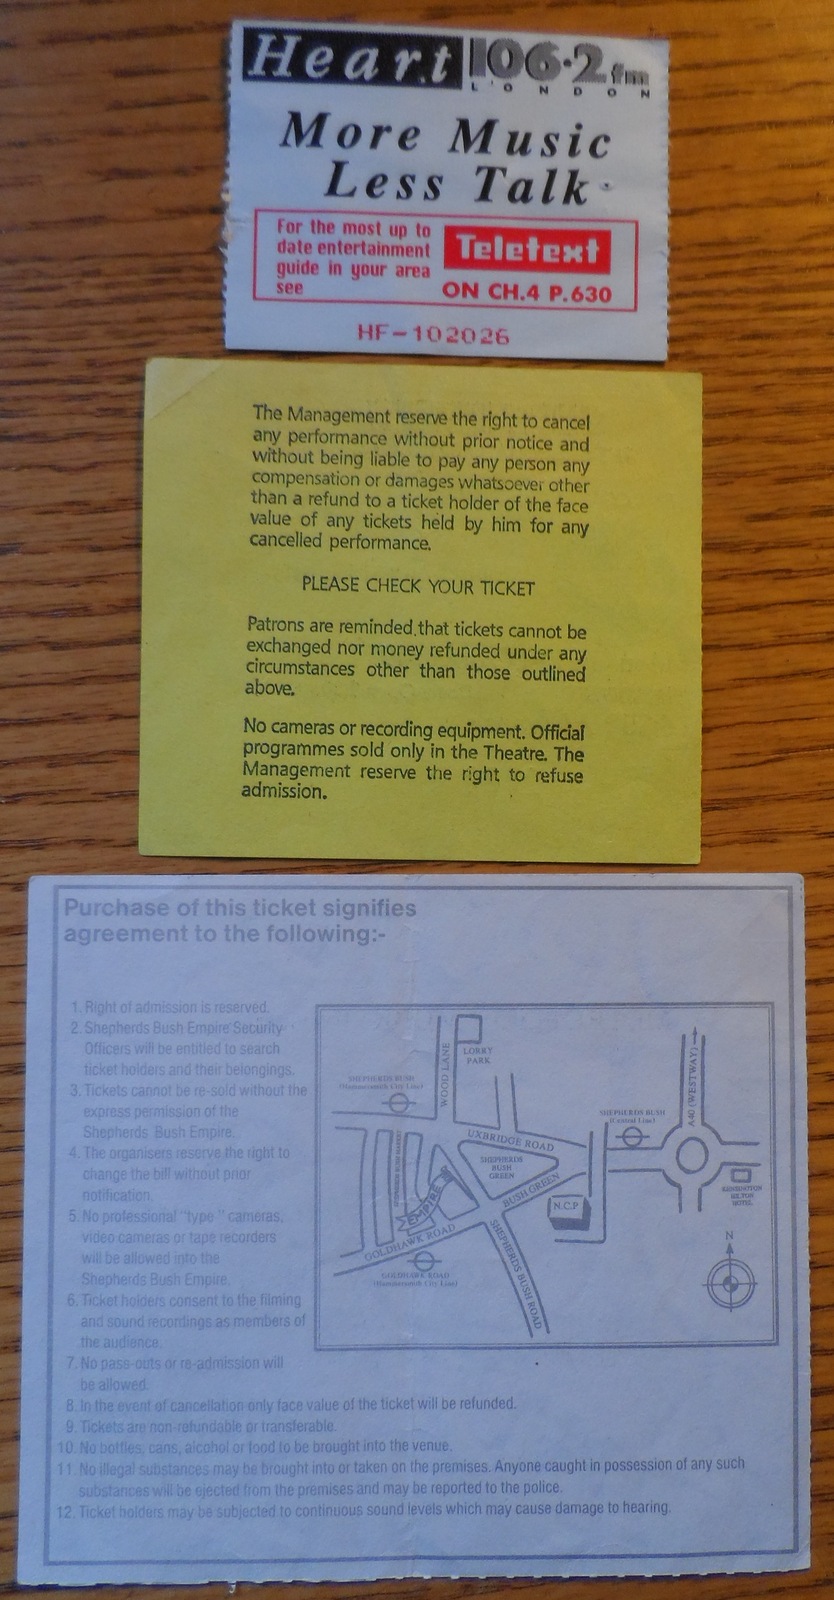 Heart 106.2 fm
LONDON
More Music
Less Talk
For the most up to
date entertainment
guide in your area
see
Teletext
ON CH.4 P.630
HF-102026
The Management reserve the right to cancel
any performance without prior notice and
without being liable to pay any person any
compensation or damages whatsoever other
than a refund to a ticket holder of the face
value of any tickets held by him for any
cancelled performance.
PLEASE CHECK YOUR TICKET
Patrons are reminded that tickets cannot be
exchanged nor money refunded under any
circumstances other than those outlined
above.
No cameras or recording equipment. Official
programmes sold only in the Theatre. The
Management reserve the right to refuse
admission.
Purchase of this ticket signifies
agreement to the following:-
1. Right of admission is reserved.
2. Shepherds Bush Empire Security
Officers will be entitled to search
ticket holders and their belongings.
3. Tickets cannot be re-sold without the
express permission of the
Shepherds Bush Empire.
4. The organisers reserve the right to
change the bill without prior
notification.
5. No professional "type" cameras,
video cameras or tape recorders
will be allowed into the
Shepherds Bush Empire.
6. Ticket holders consent to the filming
and sound recordings as members of
the audience.
7. No pass-outs or re-admission will
be allowed.
8. In the event of cancellation only face value of the ticket will be refunded.
9. Tickets are non-refundable or transferable.
10. No bottles, cans, alcohol or food to be brought into the venue.
11. No illegal substances may be brought into or taken on the premises. Anyone caught in possession of any such
substances will be ejected from the premises and may be reported to the police.
12. Ticket holders may be subjected to continuous sound levels which may cause damage to hearing.
WOOD LANE
LORRY
PARK
SHEPHERDS BUSH
(Hammersmith City Line)
UXBRIDGE ROAD
SHEPHERDS BUSH
(Central Line)
A40 (WESTWAY)
SHEPHERDS BUSH MARKET
SHEPHERDS
BUSH
GREEN
EMPIRE
BUSH GREEN
N.C.P
KENSINGTON
HILTON
HOTEL
GOLDHAWK ROAD
GOLDHAWK ROAD
(Hammersmith City Line)
SHEPHERDS BUSH ROAD
N